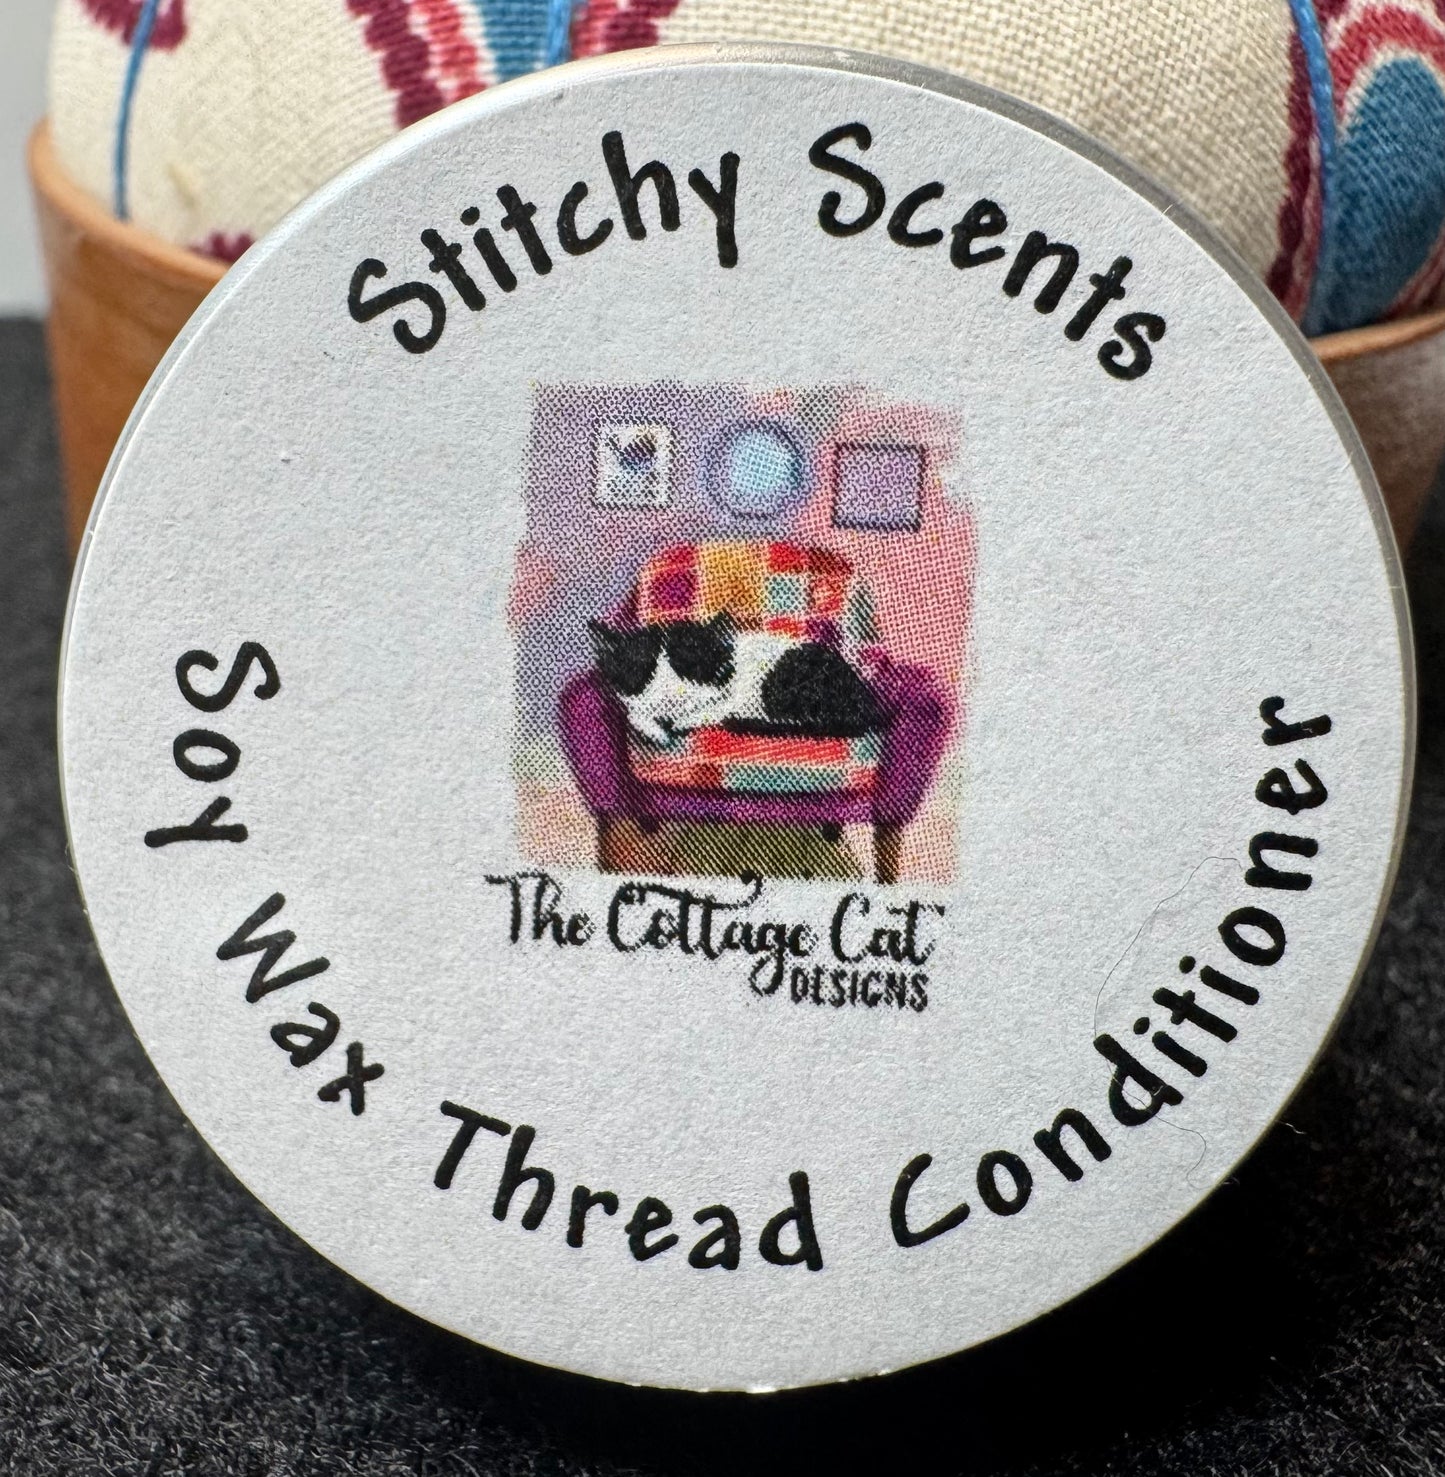 Stitchy Scents
The Cottage Cat
DESIGNS
Soy Wax Thread Conditioner